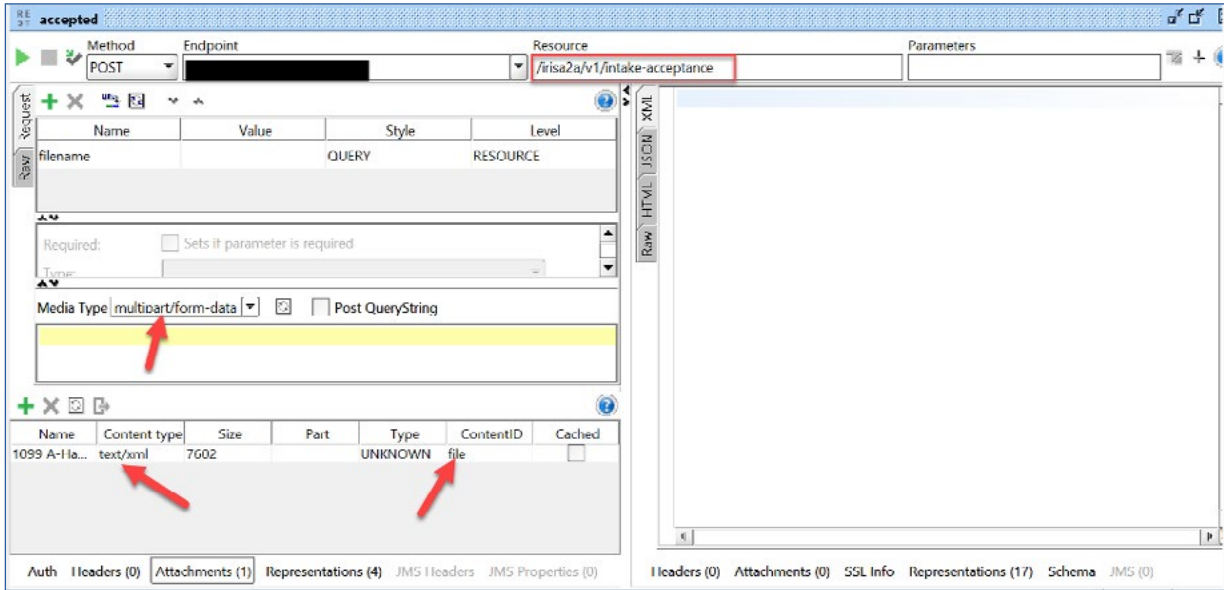 accepted
Method Endpoint Resource Parameters
POST /irisa2a/v1/intake-acceptance
Request
Raw
Name Value Style Level
filename QUERY RESOURCE
Required: Sets if parameter is required
Type:
Media Type multipart/form-data Post QueryString
Name Content type Size Part Type ContentID Cached
1099 A-Ha... text/xml 7602 UNKNOWN file
Auth Headers (0) Attachments (1) Representations (4) JMS Headers JMS Properties (0)
XML
JSON
HTML
Raw
Headers (0) Attachments (0) SSL Info Representations (17) Schema JMS (0)